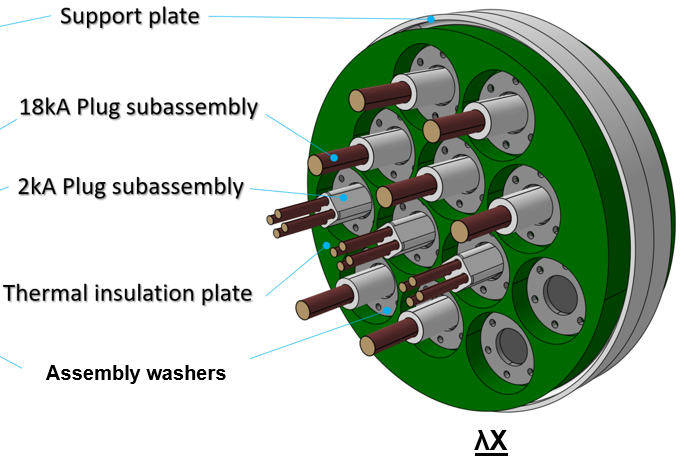 Support plate
18kA Plug subassembly
2kA Plug subassembly
Thermal insulation plate
Assembly washers
λX